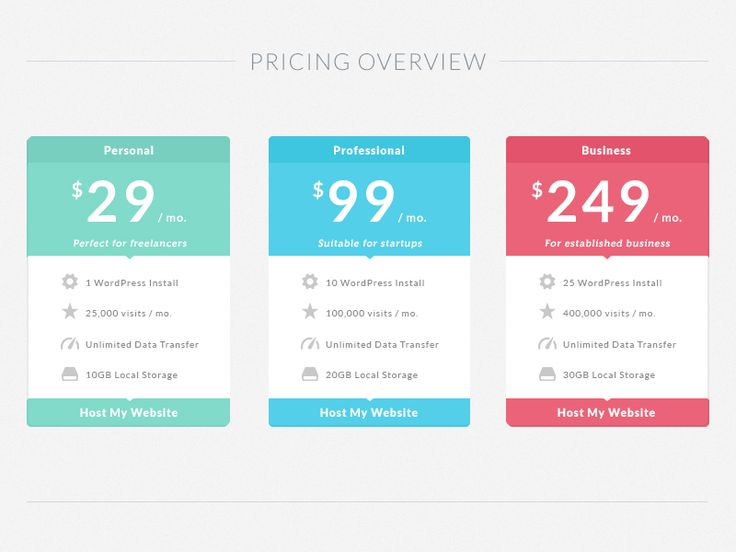 PRICING OVERVIEW
Personal
$29 / mo.
Perfect for freelancers
1 WordPress Install
25,000 visits / mo.
Unlimited Data Transfer
10GB Local Storage
Host My Website
Professional
$99 / mo.
Suitable for startups
10 WordPress Install
100,000 visits / mo.
Unlimited Data Transfer
20GB Local Storage
Host My Website
Business
$249 / mo.
For established business
25 WordPress Install
400,000 visits / mo.
Unlimited Data Transfer
30GB Local Storage
Host My Website